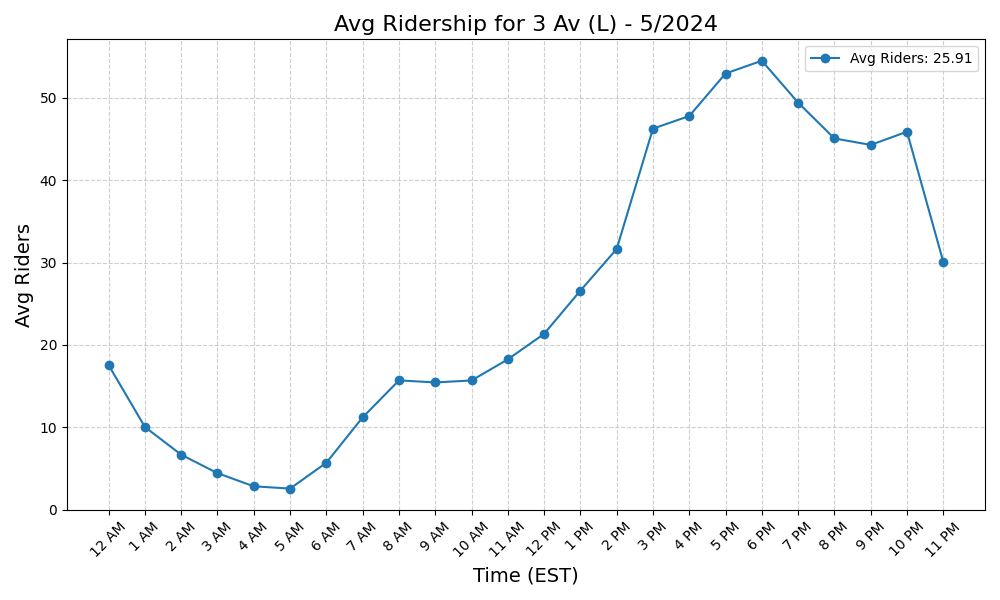 Avg Ridership for 3 Av (L) - 5/2024
Avg Riders: 25.91
Avg Riders
50
40
30
20
10
0
12 AM
1 AM
2 AM
3 AM
4 AM
5 AM
6 AM
7 AM
8 AM
9 AM
10 AM
11 AM
12 PM
1 PM
2 PM
3 PM
4 PM
5 PM
6 PM
7 PM
8 PM
9 PM
10 PM
11 PM
Time (EST)